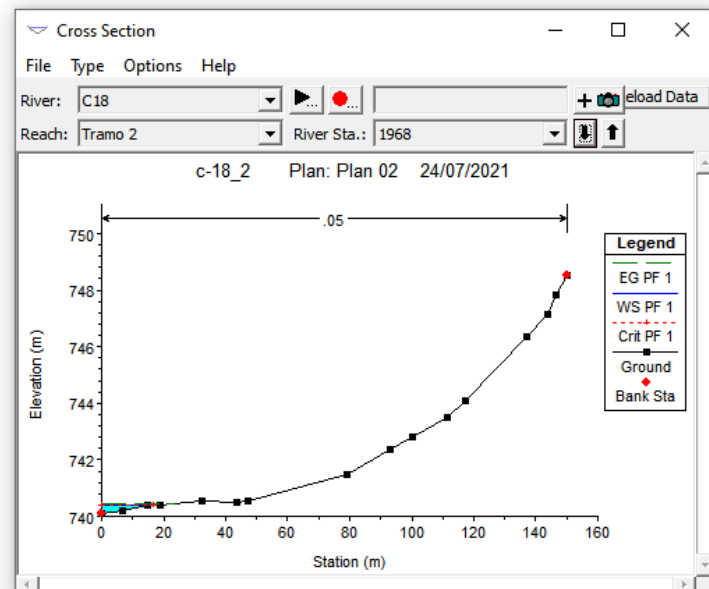 Cross Section
File Type Options Help
River: C18 ... ... + eload Data
Reach: Tramo 2 River Sta.: 1968
c-18_2 Plan: Plan 02 24/07/2021
.05
Elevation (m)
750
748
746
744
742
740
0 20 40 60 80 100 120 140 160
Station (m)
Legend
EG PF 1
WS PF 1
Crit PF 1
Ground
Bank Sta